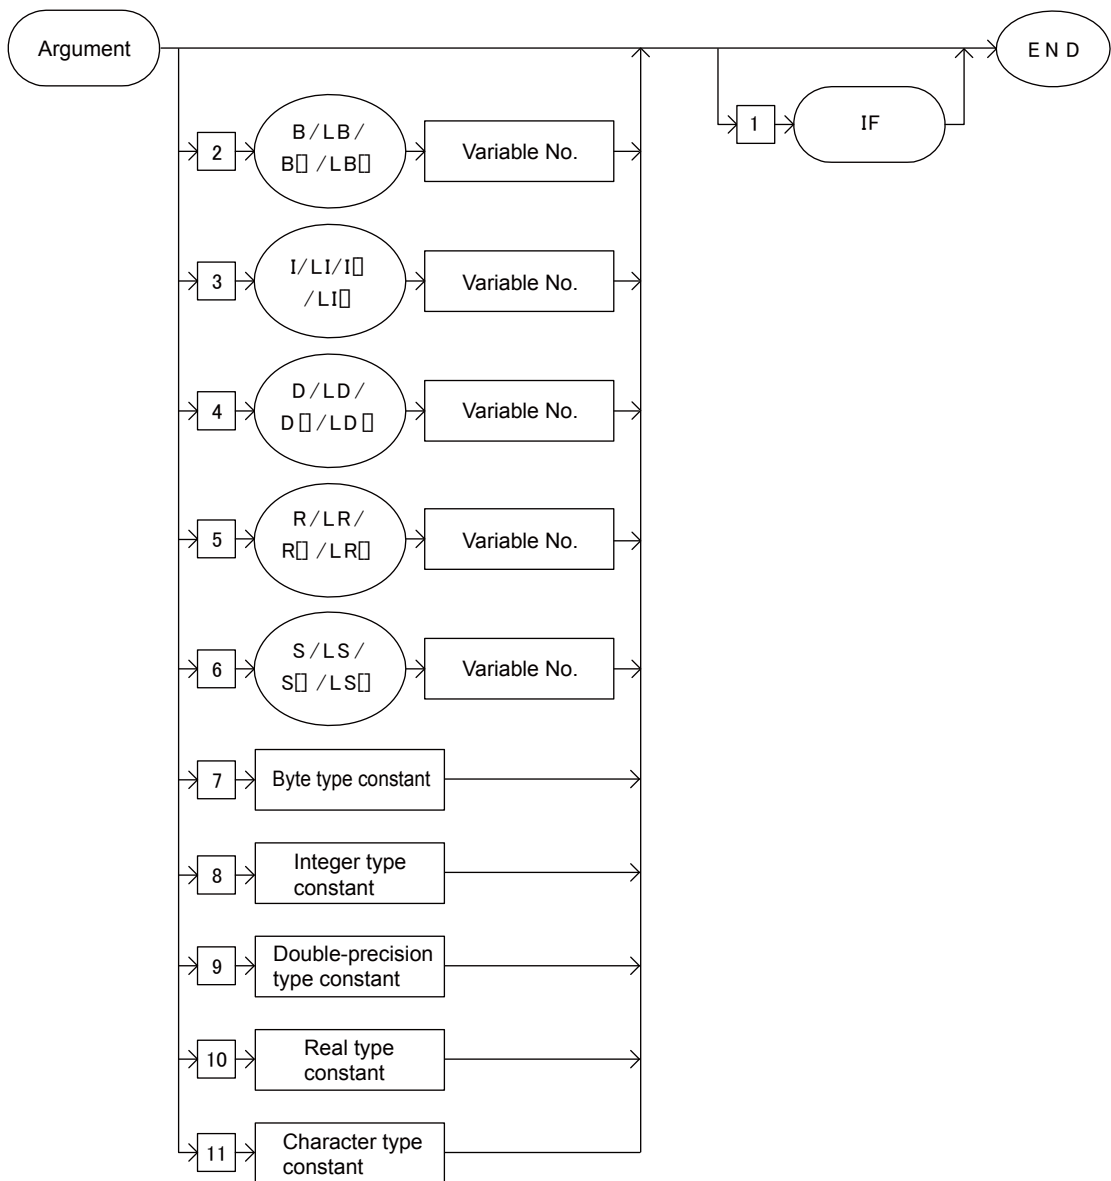 Argument
END
1
IF
2
B/LB/
B[] /LB[]
Variable No.
3
I/LI/I[]
/LI[]
Variable No.
4
D/LD/
D[]/LD[]
Variable No.
5
R/LR/
R[] /LR[]
Variable No.
6
S/LS/
S[] /LS[]
Variable No.
7
Byte type constant
8
Integer type
constant
9
Double-precision
type constant
10
Real type
constant
11
Character type
constant